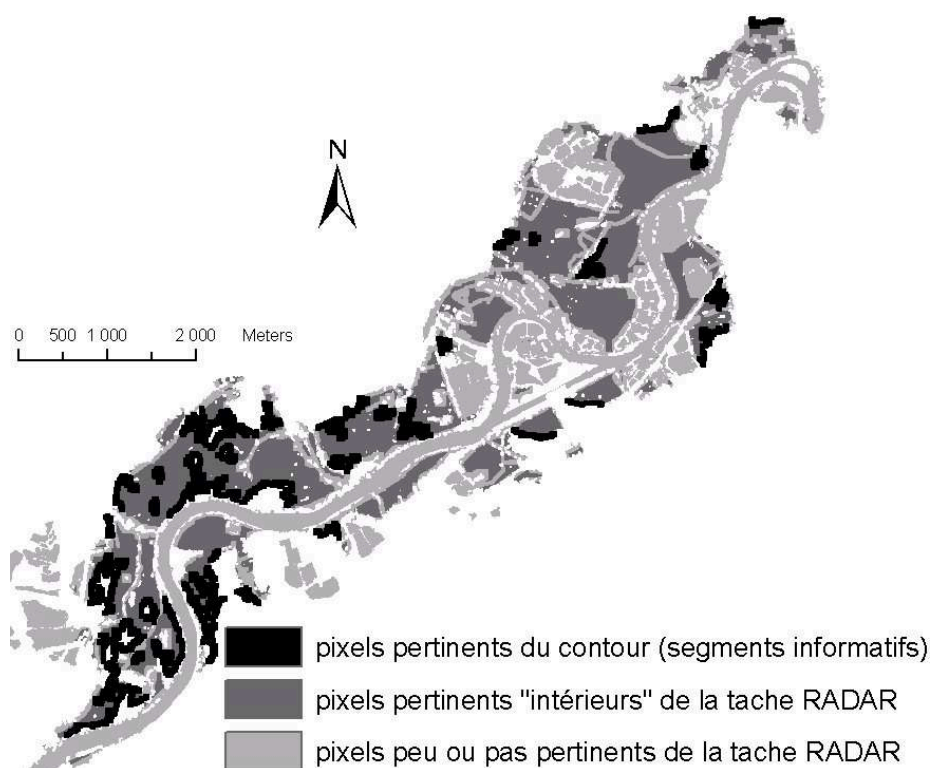 N
0 500 1 000 2 000 Meters
pixels pertinents du contour (segments informatifs)
pixels pertinents "intérieurs" de la tache RADAR
pixels peu ou pas pertinents de la tache RADAR